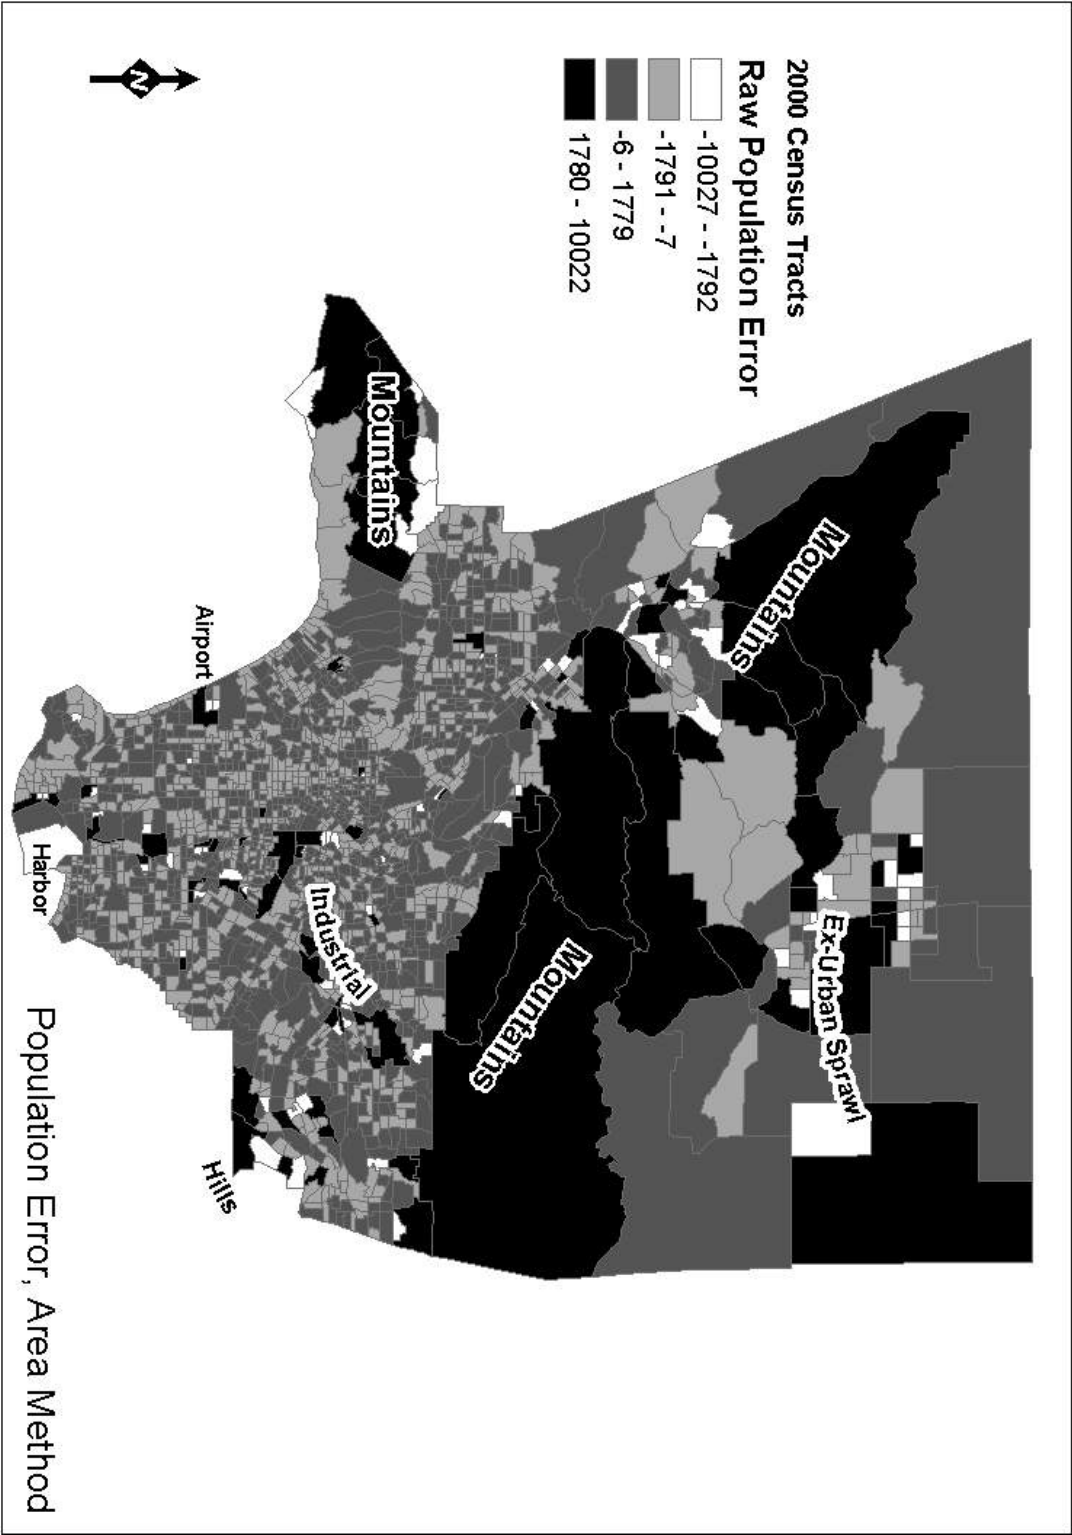 2000 Census Tracts
Raw Population Error
-10027 - -1792
-1791 - -7
-6 - 1779
1780 - 10022
N
Mountains
Mountains
Ex-Urban Sprawl
Mountains
Industrial
Airport
Harbor
Hills
Population Error, Area Method